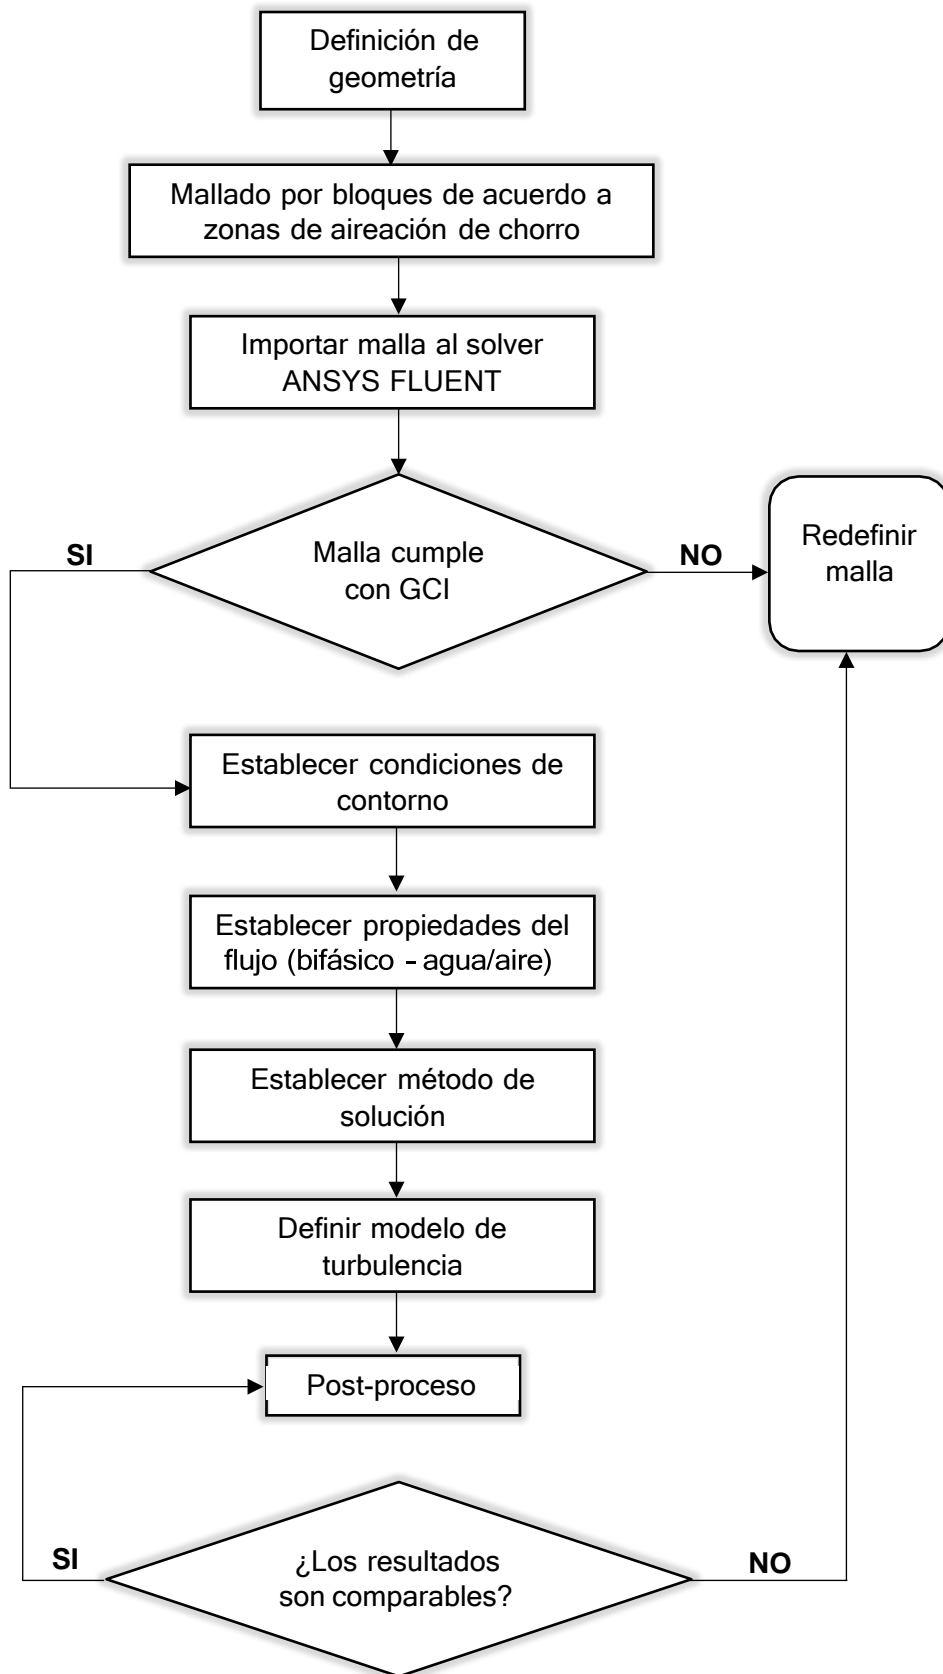 Definición de
geometría
Mallado por bloques de acuerdo a
zonas de aireación de chorro
Importar malla al solver
ANSYS FLUENT
SI
Malla cumple
con GCI
NO
Redefinir
malla
Establecer condiciones de
contorno
Establecer propiedades del
flujo (bifásico - agua/aire)
Establecer método de
solución
Definir modelo de
turbulencia
Post-proceso
SI
¿Los resultados
son comparables?
NO